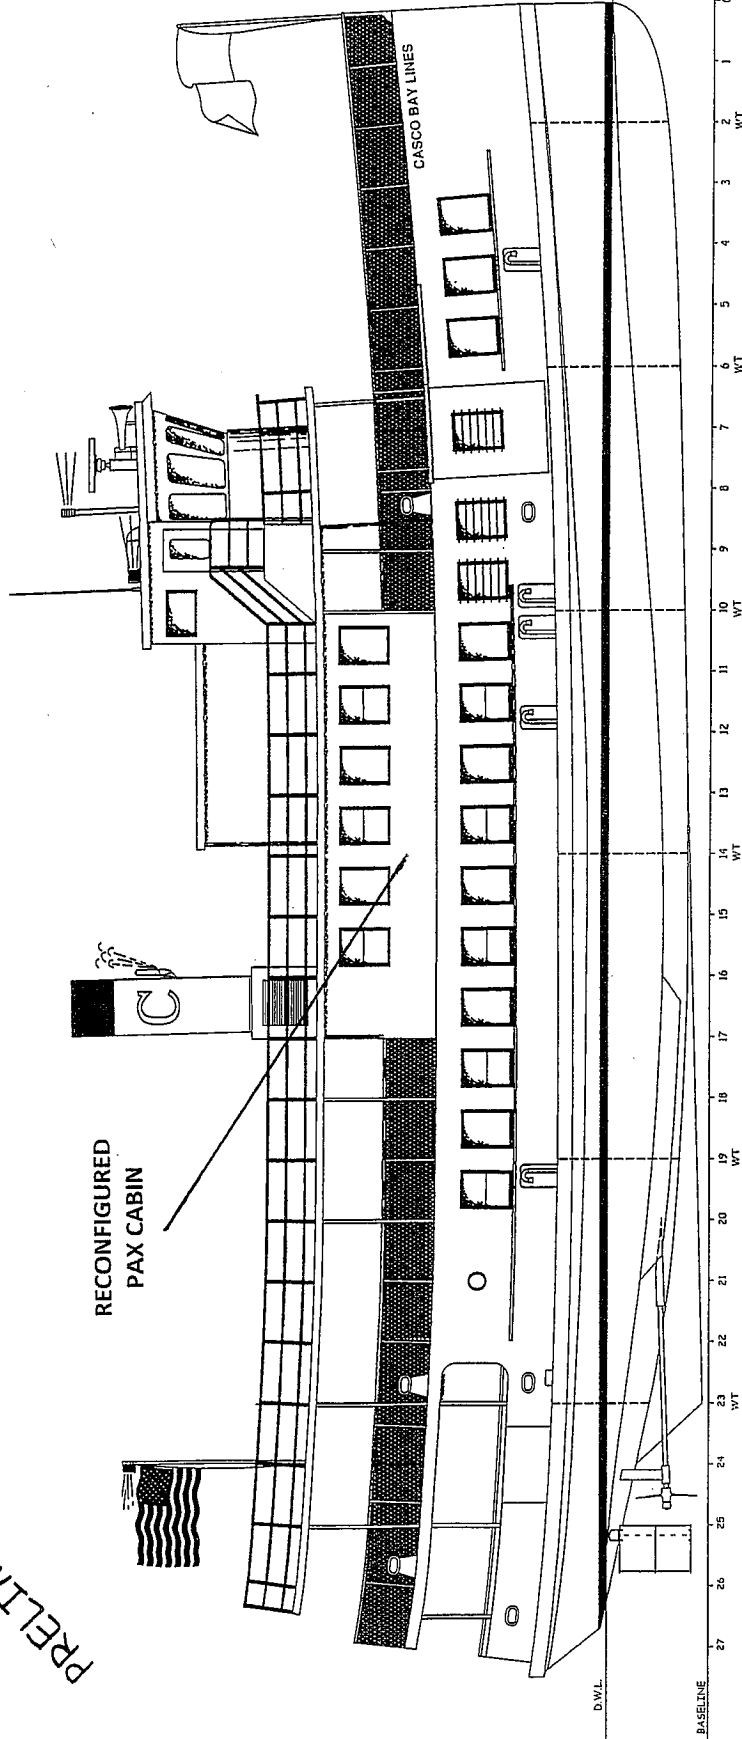 PRELIM
RECONFIGURED
PAX CABIN
C
CASCO BAY LINES
D.W.L.
BASELINE
27 26 25 24 23 22 21 20 19 18 17 16 15 14 13 12 11 10 9 8 7 6 5 4 3 2 1 0
WT WT WT WT WT WT